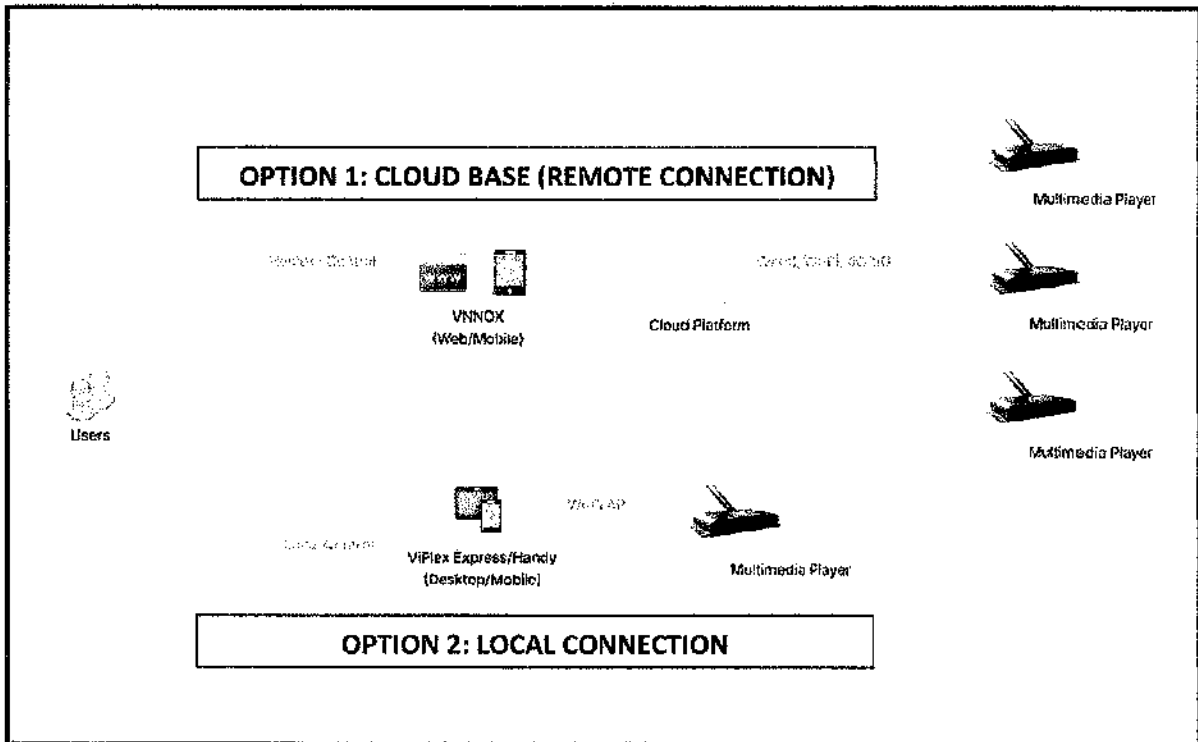 OPTION 1: CLOUD BASE (REMOTE CONNECTION)
Multimedia Player
VNNOX
(Web/Mobile)
Cloud Platform
Multimedia Player
Users
Multimedia Player
ViPlex Express/Handy
(Desktop/Mobile)
Multimedia Player
OPTION 2: LOCAL CONNECTION